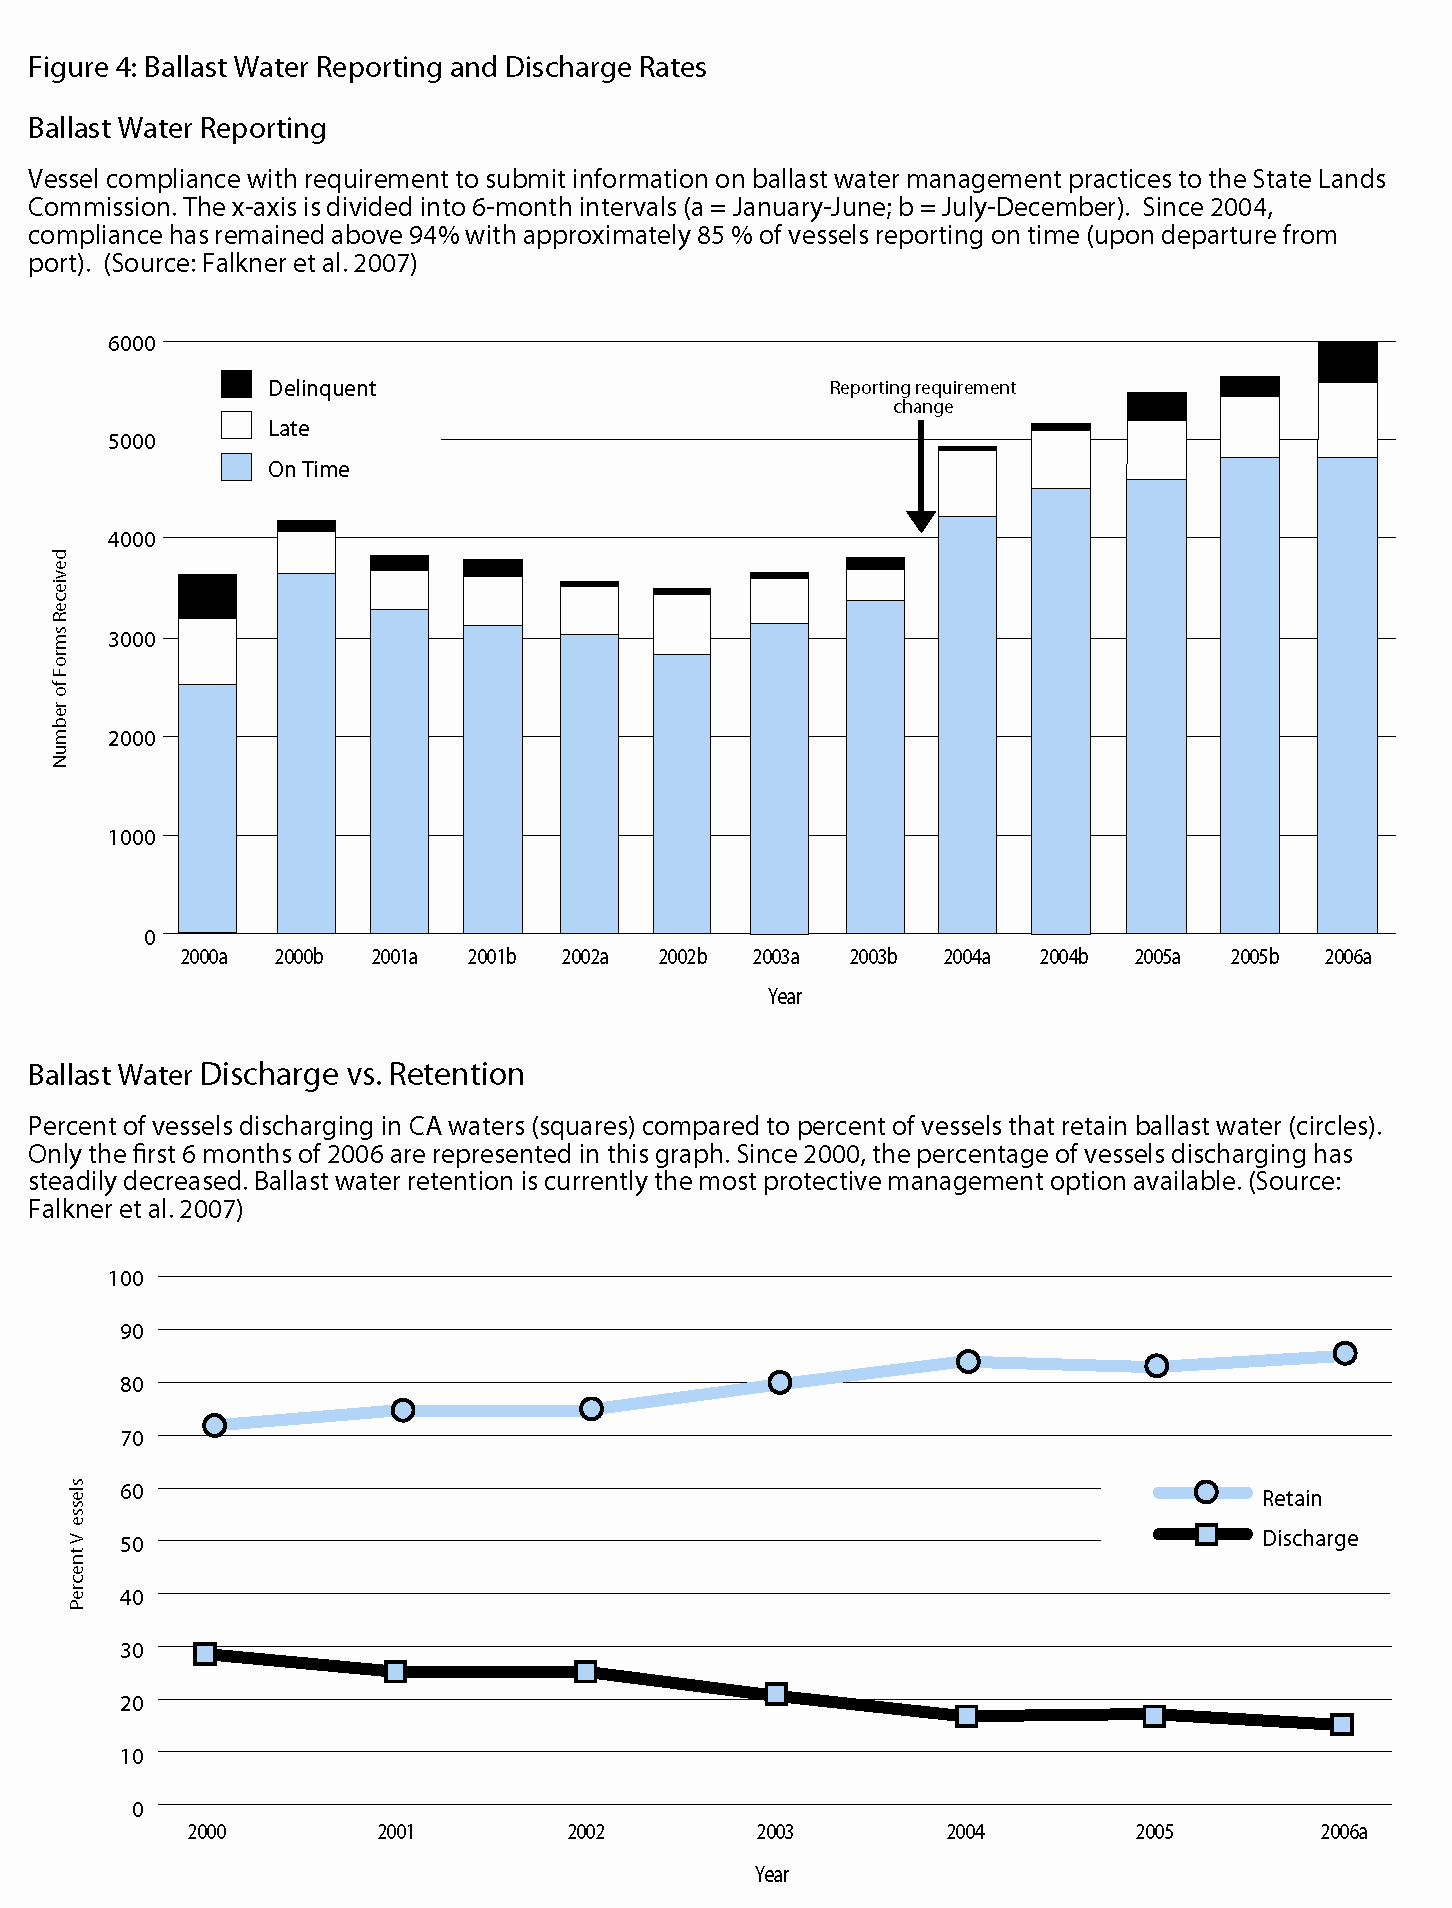 Figure 4: Ballast Water Reporting and Discharge Rates
Ballast Water Reporting
Vessel compliance with requirement to submit information on ballast water management practices to the State Lands
Commission. The x-axis is divided into 6-month intervals (a = January-June; b = July-December).  Since 2004,
compliance has remained above 94% with approximately 85 % of vessels reporting on time (upon departure from
port).  (Source: Falkner et al. 2007)
6000
5000
4000
3000
2000
1000
0
Number of Forms Received
Delinquent
Late
On Time
Reporting requirement
change
2000a 2000b 2001a 2001b 2002a 2002b 2003a 2003b 2004a 2004b 2005a 2005b 2006a
Year
Ballast Water Discharge vs. Retention
Percent of vessels discharging in CA waters (squares) compared to percent of vessels that retain ballast water (circles).
Only the first 6 months of 2006 are represented in this graph. Since 2000, the percentage of vessels discharging has
steadily decreased. Ballast water retention is currently the most protective management option available. (Source:
Falkner et al. 2007)
100
90
80
70
60
50
40
30
20
10
0
Percent V essels
Retain
Discharge
2000 2001 2002 2003 2004 2005 2006a
Year